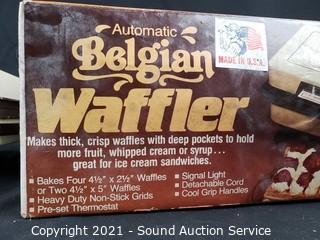 Automatic
Belgian
MADE IN U.S.A.
Waffler
Makes thick, crisp waffles with deep pockets to hold
more fruit, whipped cream or syrup...
great for ice cream sandwiches.
• Bakes Four 4½" x 2½" Waffles
or Two 4½" x 5" Waffles
• Heavy Duty Non-Stick Grids
• Pre-set Thermostat
• Signal Light
• Detachable Cord
• Cool Grip Handles
Copyright 2021 - Sound Auction Service